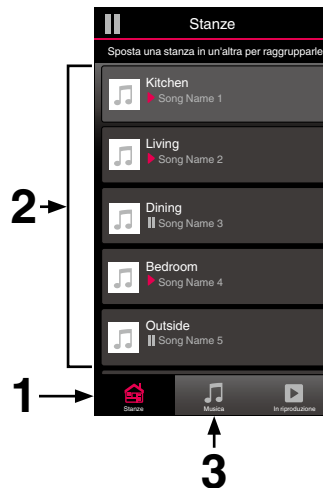 Stanze
Sposta una stanza in un'altra per raggrupparle
Kitchen
Song Name 1
Living
Song Name 2
Dining
Song Name 3
Bedroom
Song Name 4
Outside
Song Name 5
2
1
Stanze
Musica
In riproduzione
3